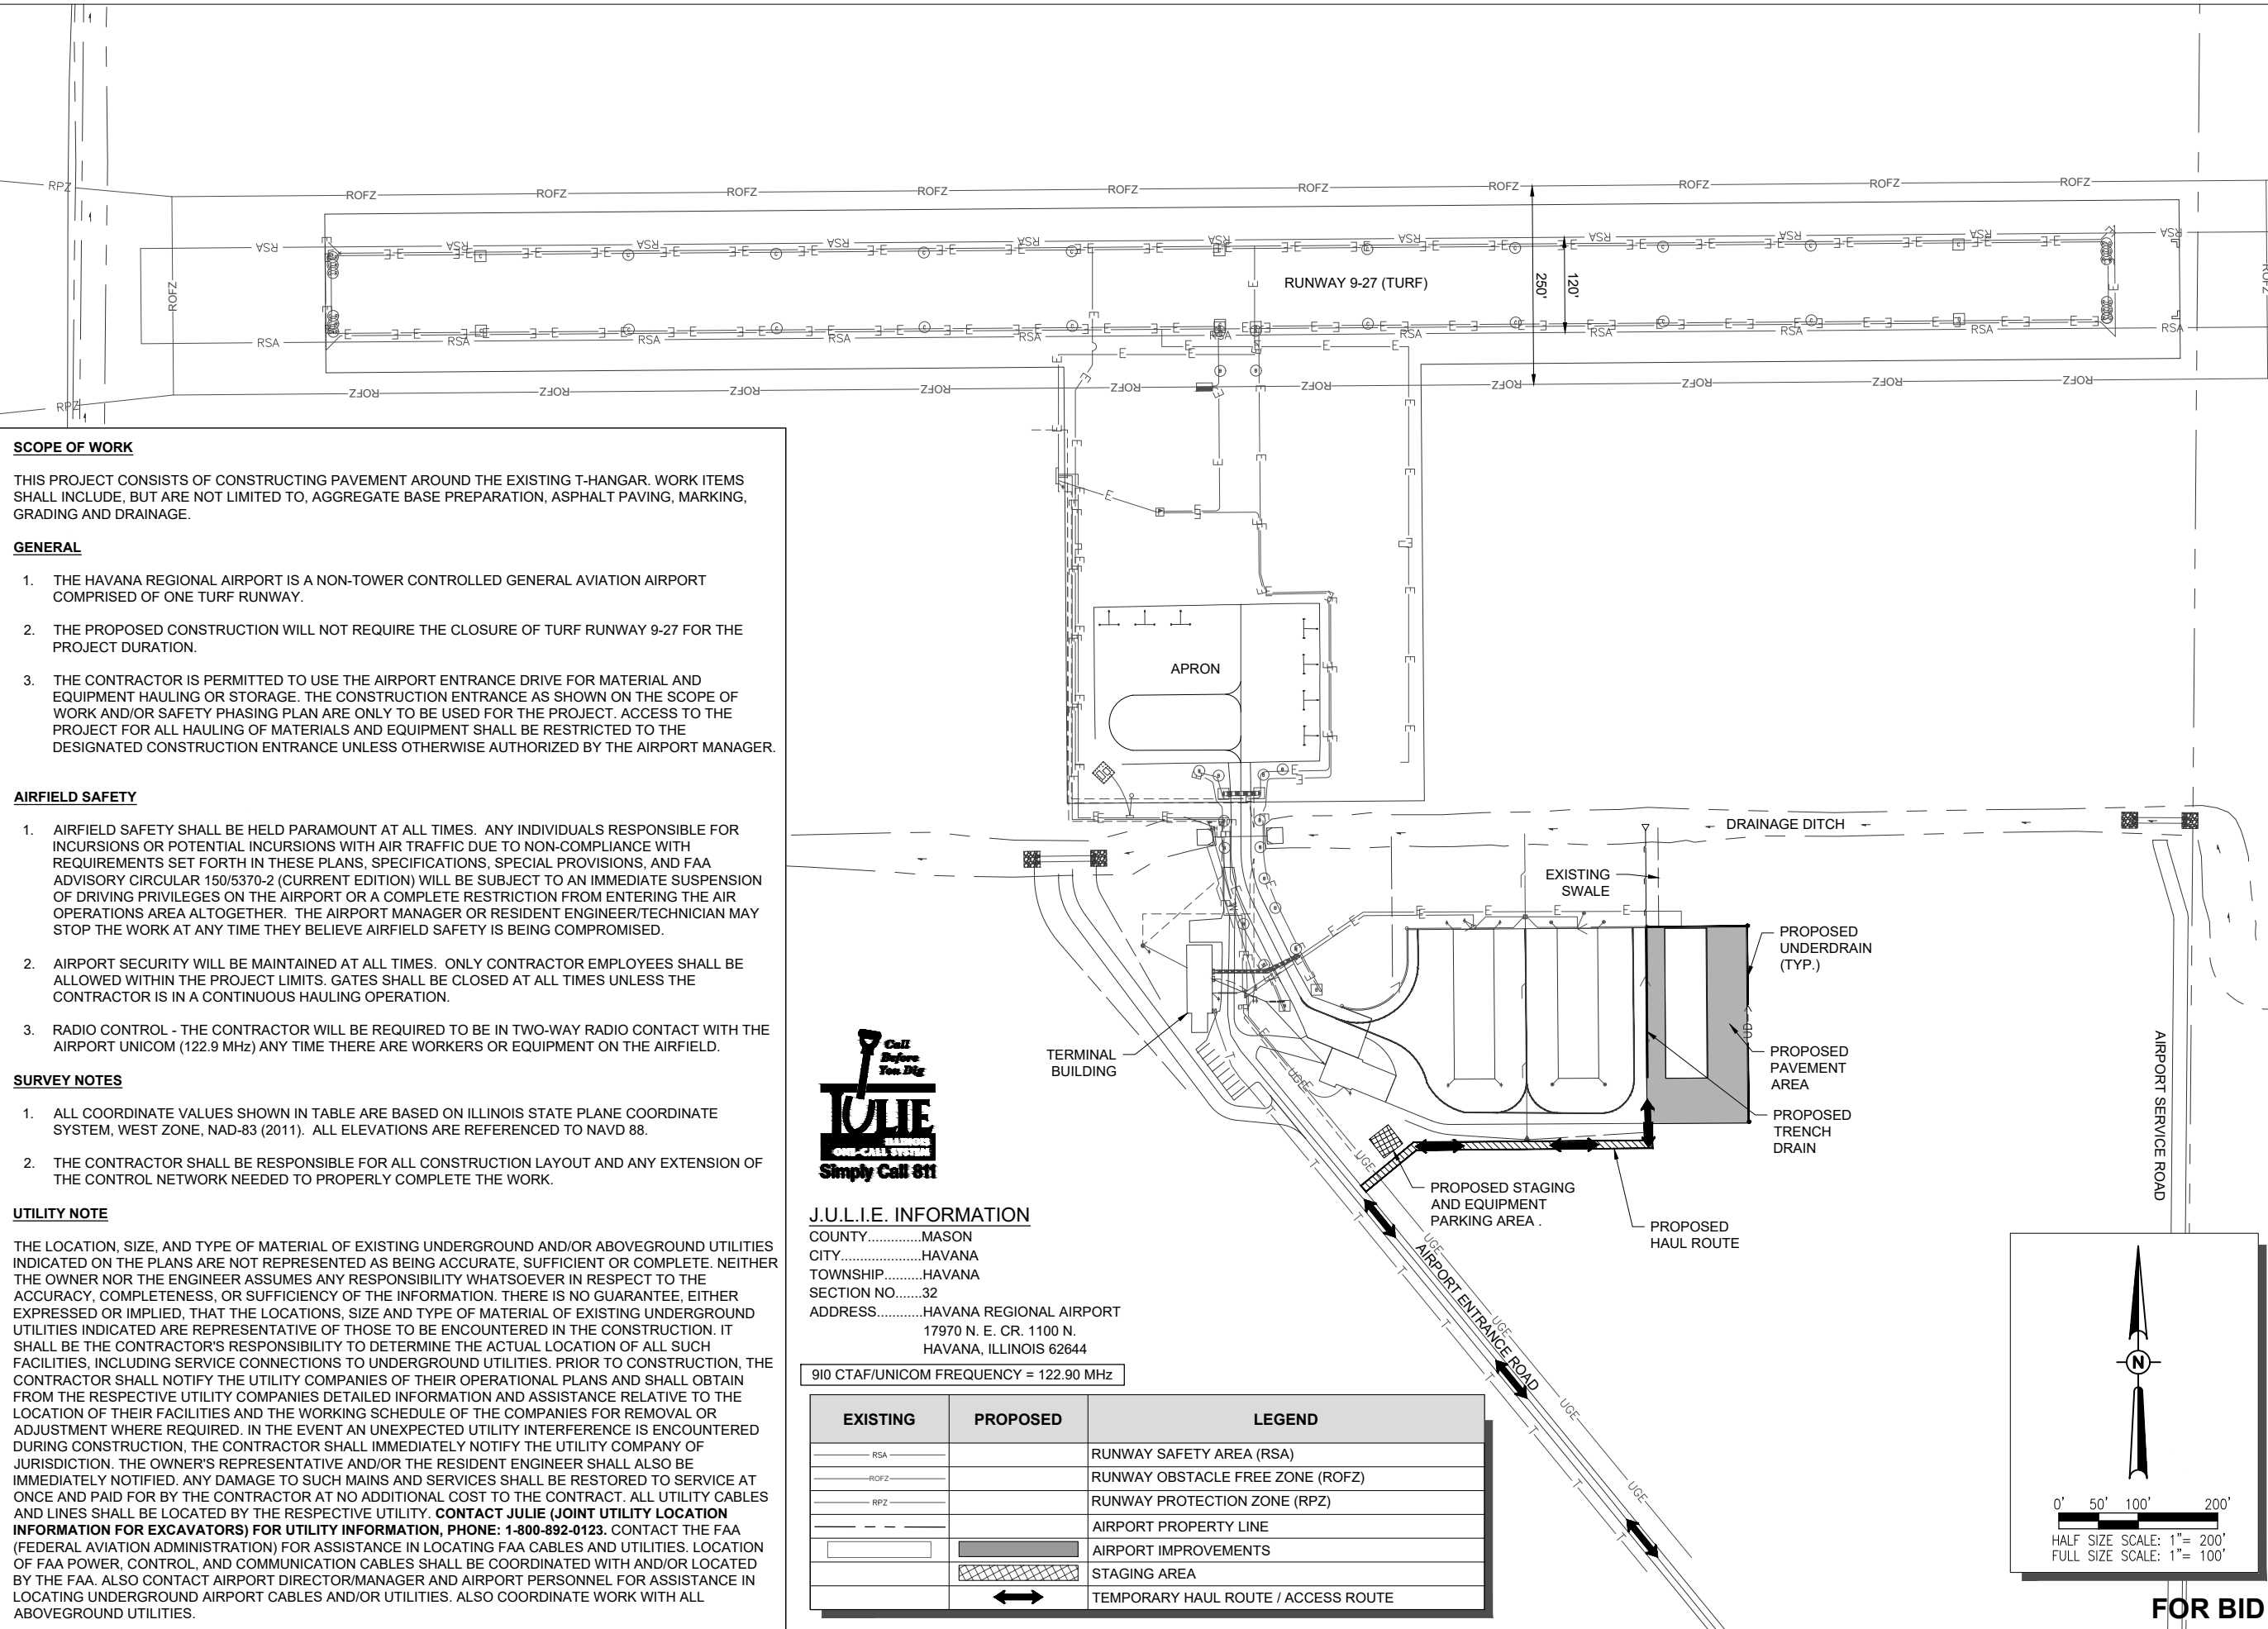 RPZ
ROFZ ROFZ ROFZ ROFZ ROFZ ROFZ ROFZ ROFZ ROFZ ROFZ
RSA RSA RSA RSA RSA RSA RSA RSA RSA RSA RSA
ROFZ
RUNWAY 9-27 (TURF)
250'
120'
RSA RSA RSA RSA RSA RSA RSA RSA RSA RSA RSA
ROFZ ROFZ ROFZ ROFZ ROFZ ROFZ ROFZ ROFZ ROFZ ROFZ
RPZ
SCOPE OF WORK
THIS PROJECT CONSISTS OF CONSTRUCTING PAVEMENT AROUND THE EXISTING T-HANGAR. WORK ITEMS
SHALL INCLUDE, BUT ARE NOT LIMITED TO, AGGREGATE BASE PREPARATION, ASPHALT PAVING, MARKING,
GRADING AND DRAINAGE.
GENERAL
1. THE HAVANA REGIONAL AIRPORT IS A NON-TOWER CONTROLLED GENERAL AVIATION AIRPORT
COMPRISED OF ONE TURF RUNWAY.
2. THE PROPOSED CONSTRUCTION WILL NOT REQUIRE THE CLOSURE OF TURF RUNWAY 9-27 FOR THE
PROJECT DURATION.
3. THE CONTRACTOR IS PERMITTED TO USE THE AIRPORT ENTRANCE DRIVE FOR MATERIAL AND
EQUIPMENT HAULING OR STORAGE. THE CONSTRUCTION ENTRANCE AS SHOWN ON THE SCOPE OF
WORK AND/OR SAFETY PHASING PLAN ARE ONLY TO BE USED FOR THE PROJECT. ACCESS TO THE
PROJECT FOR ALL HAULING OF MATERIALS AND EQUIPMENT SHALL BE RESTRICTED TO THE
DESIGNATED CONSTRUCTION ENTRANCE UNLESS OTHERWISE AUTHORIZED BY THE AIRPORT MANAGER.
AIRFIELD SAFETY
1. AIRFIELD SAFETY SHALL BE HELD PARAMOUNT AT ALL TIMES. ANY INDIVIDUALS RESPONSIBLE FOR
INCURSIONS OR POTENTIAL INCURSIONS WITH AIR TRAFFIC DUE TO NON-COMPLIANCE WITH
REQUIREMENTS SET FORTH IN THESE PLANS, SPECIFICATIONS, SPECIAL PROVISIONS, AND FAA
ADVISORY CIRCULAR 150/5370-2 (CURRENT EDITION) WILL BE SUBJECT TO AN IMMEDIATE SUSPENSION
OF DRIVING PRIVILEGES ON THE AIRPORT OR A COMPLETE RESTRICTION FROM ENTERING THE AIR
OPERATIONS AREA ALTOGETHER. THE AIRPORT MANAGER OR RESIDENT ENGINEER/TECHNICIAN MAY
STOP THE WORK AT ANY TIME THEY BELIEVE AIRFIELD SAFETY IS BEING COMPROMISED.
2. AIRPORT SECURITY WILL BE MAINTAINED AT ALL TIMES. ONLY CONTRACTOR EMPLOYEES SHALL BE
ALLOWED WITHIN THE PROJECT LIMITS. GATES SHALL BE CLOSED AT ALL TIMES UNLESS THE
CONTRACTOR IS IN A CONTINUOUS HAULING OPERATION.
3. RADIO CONTROL - THE CONTRACTOR WILL BE REQUIRED TO BE IN TWO-WAY RADIO CONTACT WITH THE
AIRPORT UNICOM (122.9 MHz) ANY TIME THERE ARE WORKERS OR EQUIPMENT ON THE AIRFIELD.
SURVEY NOTES
1. ALL COORDINATE VALUES SHOWN IN TABLE ARE BASED ON ILLINOIS STATE PLANE COORDINATE
SYSTEM, WEST ZONE, NAD-83 (2011). ALL ELEVATIONS ARE REFERENCED TO NAVD 88.
2. THE CONTRACTOR SHALL BE RESPONSIBLE FOR ALL CONSTRUCTION LAYOUT AND ANY EXTENSION OF
THE CONTROL NETWORK NEEDED TO PROPERLY COMPLETE THE WORK.
UTILITY NOTE
THE LOCATION, SIZE, AND TYPE OF MATERIAL OF EXISTING UNDERGROUND AND/OR ABOVEGROUND UTILITIES
INDICATED ON THE PLANS ARE NOT REPRESENTED AS BEING ACCURATE, SUFFICIENT OR COMPLETE. NEITHER
THE OWNER NOR THE ENGINEER ASSUMES ANY RESPONSIBILITY WHATSOEVER IN RESPECT TO THE
ACCURACY, COMPLETENESS, OR SUFFICIENCY OF THE INFORMATION. THERE IS NO GUARANTEE, EITHER
EXPRESSED OR IMPLIED, THAT THE LOCATIONS, SIZE AND TYPE OF MATERIAL OF EXISTING UNDERGROUND
UTILITIES INDICATED ARE REPRESENTATIVE OF THOSE TO BE ENCOUNTERED IN THE CONSTRUCTION. IT
SHALL BE THE CONTRACTOR'S RESPONSIBILITY TO DETERMINE THE ACTUAL LOCATION OF ALL SUCH
FACILITIES, INCLUDING SERVICE CONNECTIONS TO UNDERGROUND UTILITIES. PRIOR TO CONSTRUCTION, THE
CONTRACTOR SHALL NOTIFY THE UTILITY COMPANIES OF THEIR OPERATIONAL PLANS AND SHALL OBTAIN
FROM THE RESPECTIVE UTILITY COMPANIES DETAILED INFORMATION AND ASSISTANCE RELATIVE TO THE
LOCATION OF THEIR FACILITIES AND THE WORKING SCHEDULE OF THE COMPANIES FOR REMOVAL OR
ADJUSTMENT WHERE REQUIRED. IN THE EVENT AN UNEXPECTED UTILITY INTERFERENCE IS ENCOUNTERED
DURING CONSTRUCTION, THE CONTRACTOR SHALL IMMEDIATELY NOTIFY THE UTILITY COMPANY OF
JURISDICTION. THE OWNER'S REPRESENTATIVE AND/OR THE RESIDENT ENGINEER SHALL ALSO BE
IMMEDIATELY NOTIFIED. ANY DAMAGE TO SUCH MAINS AND SERVICES SHALL BE RESTORED TO SERVICE AT
ONCE AND PAID FOR BY THE CONTRACTOR AT NO ADDITIONAL COST TO THE CONTRACT. ALL UTILITY CABLES
AND LINES SHALL BE LOCATED BY THE RESPECTIVE UTILITY. CONTACT JULIE (JOINT UTILITY LOCATION
INFORMATION FOR EXCAVATORS) FOR UTILITY INFORMATION, PHONE: 1-800-892-0123. CONTACT THE FAA
(FEDERAL AVIATION ADMINISTRATION) FOR ASSISTANCE IN LOCATING FAA CABLES AND UTILITIES. LOCATION
OF FAA POWER, CONTROL, AND COMMUNICATION CABLES SHALL BE COORDINATED WITH AND/OR LOCATED
BY THE FAA. ALSO CONTACT AIRPORT DIRECTOR/MANAGER AND AIRPORT PERSONNEL FOR ASSISTANCE IN
LOCATING UNDERGROUND AIRPORT CABLES AND/OR UTILITIES. ALSO COORDINATE WORK WITH ALL
ABOVEGROUND UTILITIES.
APRON
DRAINAGE DITCH
EXISTING
SWALE
PROPOSED
UNDERDRAIN
(TYP.)
UD
PROPOSED
PAVEMENT
AREA
PROPOSED
TRENCH
DRAIN
TERMINAL
BUILDING
PROPOSED STAGING
AND EQUIPMENT
PARKING AREA .
PROPOSED
HAUL ROUTE
AIRPORT SERVICE ROAD
AIRPORT ENTRANCE ROAD
UGE UGE UGE UGE UGE UGE
Call
Before
You Dig
JULIE
ILLINOIS
ONE-CALL SYSTEM
Simply Call 811
J.U.L.I.E. INFORMATION
COUNTY..............MASON
CITY.....................HAVANA
TOWNSHIP..........HAVANA
SECTION NO.......32
ADDRESS............HAVANA REGIONAL AIRPORT
17970 N. E. CR. 1100 N.
HAVANA, ILLINOIS 62644
9I0 CTAF/UNICOM FREQUENCY = 122.90 MHz
EXISTING PROPOSED LEGEND
RSA RUNWAY SAFETY AREA (RSA)
ROFZ RUNWAY OBSTACLE FREE ZONE (ROFZ)
RPZ RUNWAY PROTECTION ZONE (RPZ)
AIRPORT PROPERTY LINE
AIRPORT IMPROVEMENTS
STAGING AREA
TEMPORARY HAUL ROUTE / ACCESS ROUTE
N
0' 50' 100' 200'
HALF SIZE SCALE: 1"= 200'
FULL SIZE SCALE: 1"= 100'
FOR BID